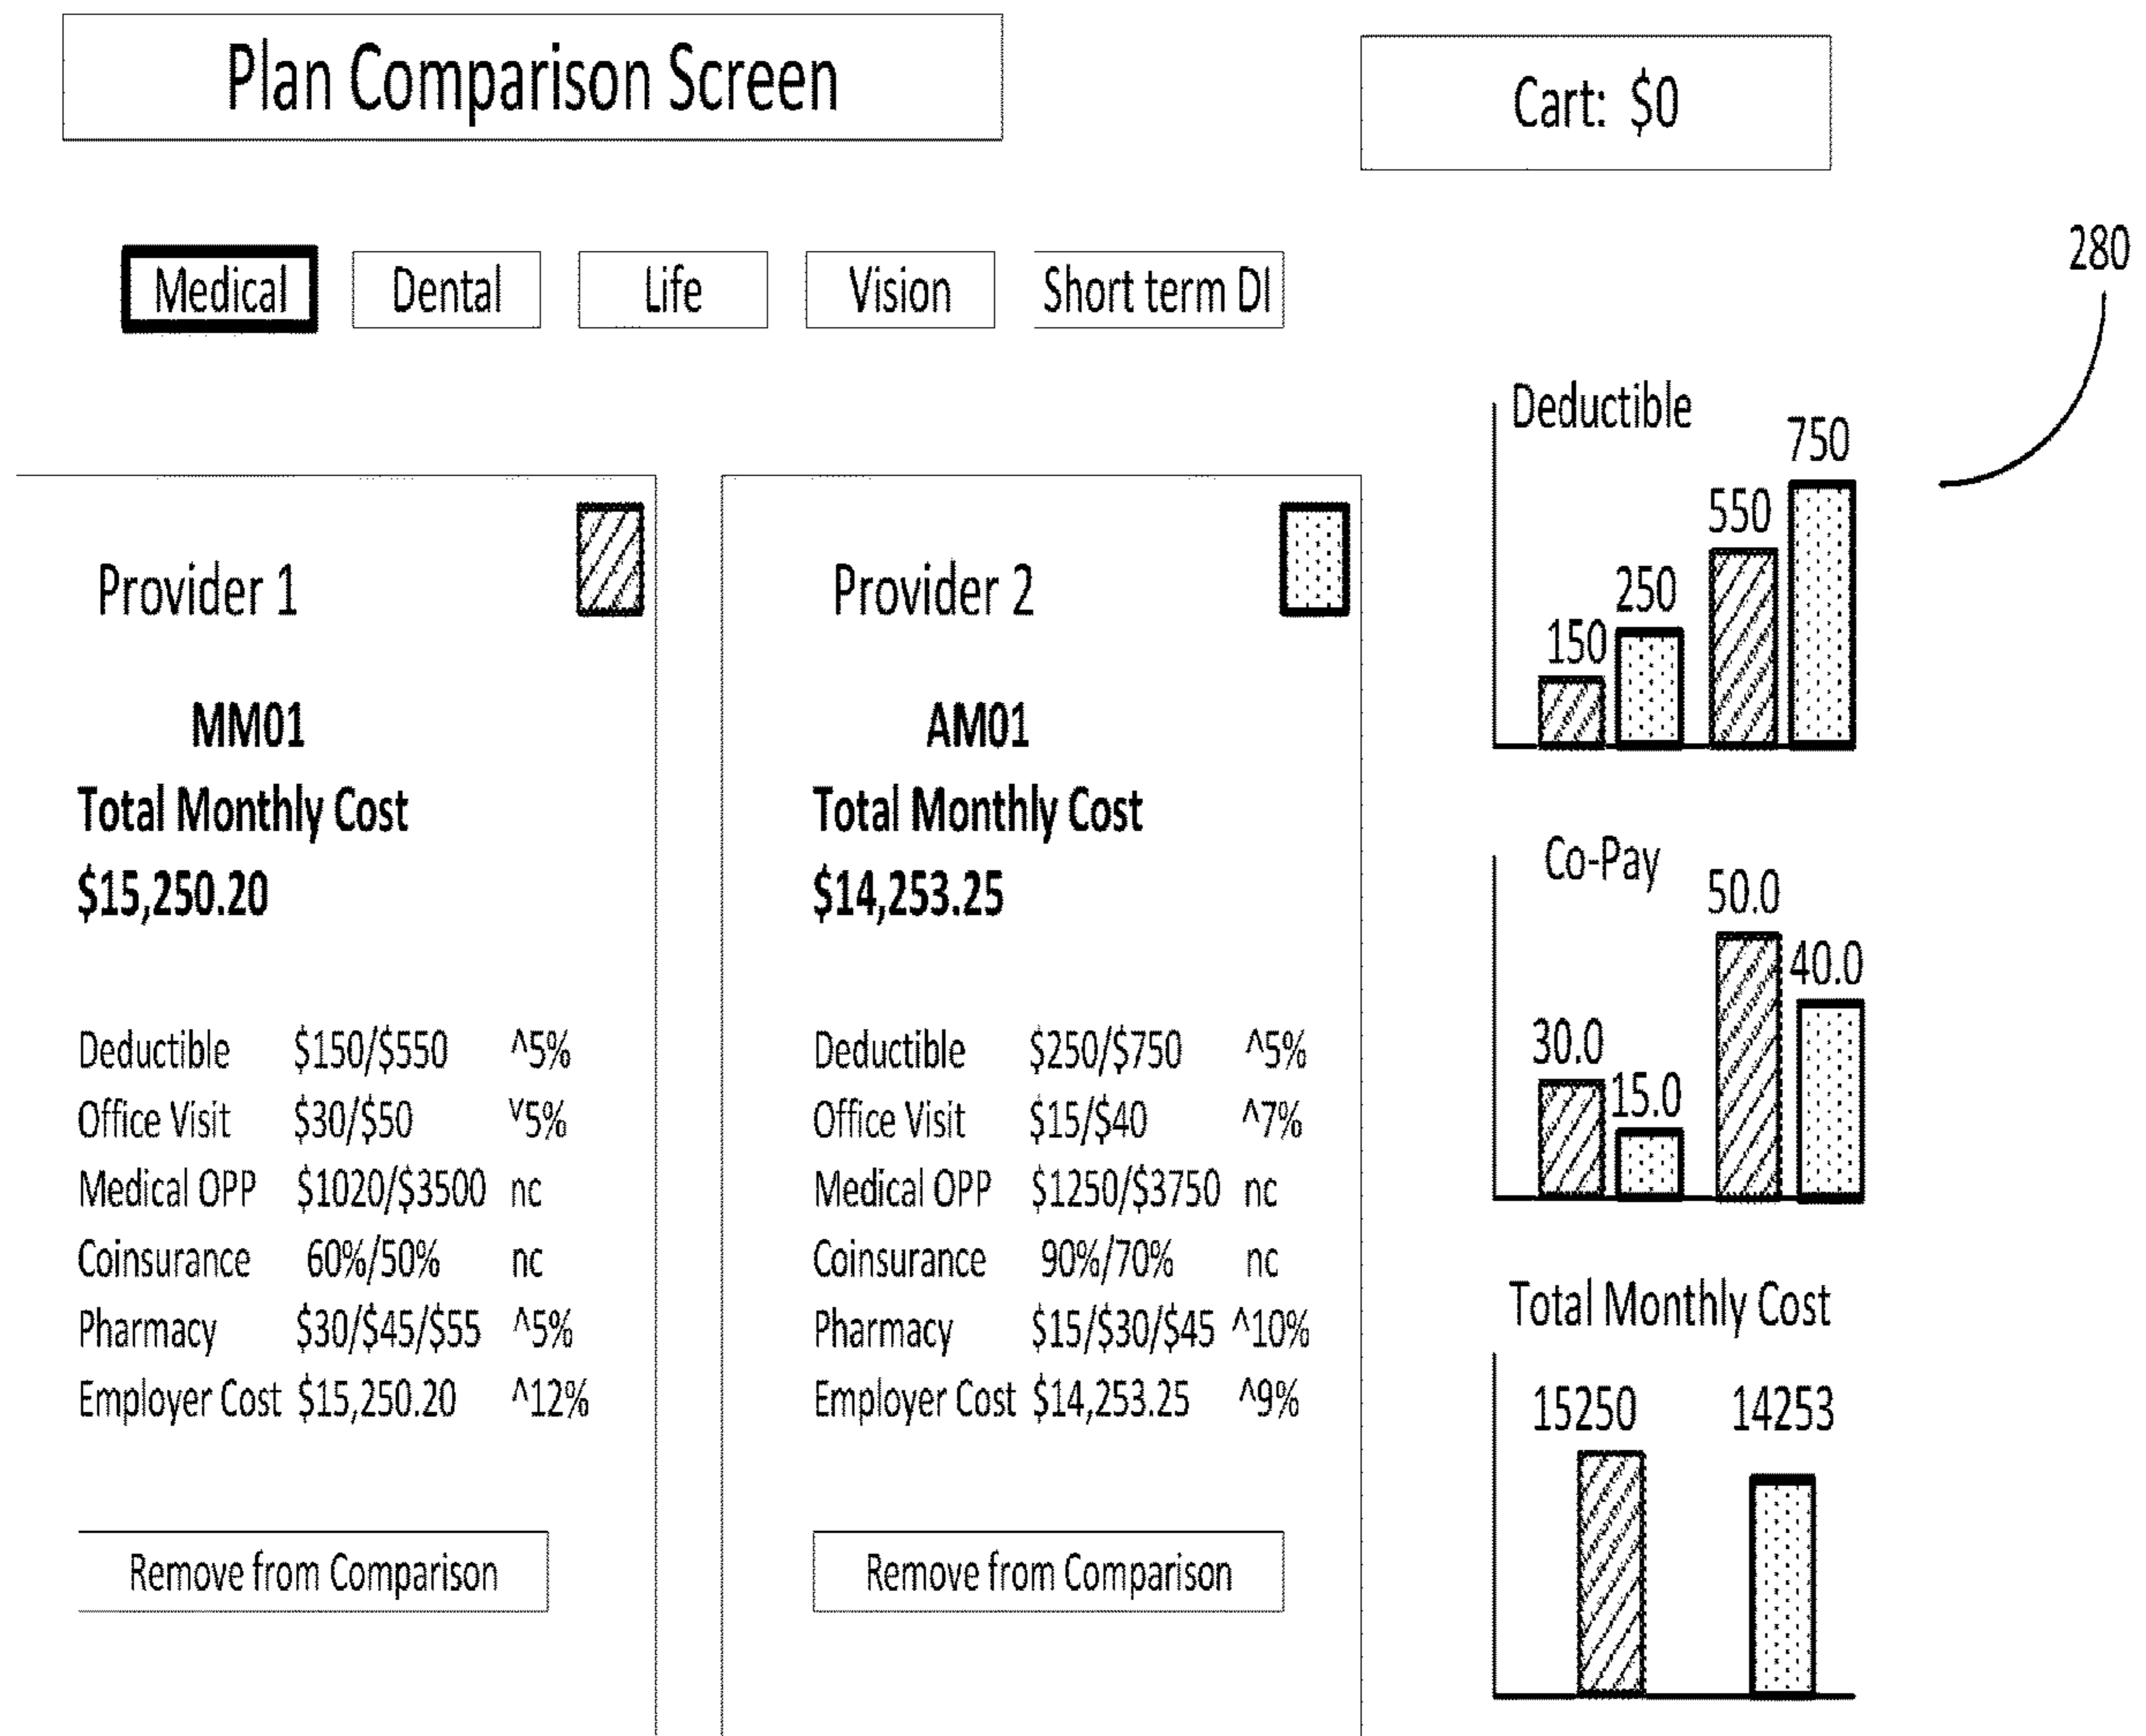 Plan Comparison Screen
Cart: $0
Medical
Dental
Life
Vision
Short term DI
280
Provider 1
MM01
Total Monthly Cost
$15,250.20
Deductible $150/$550 ^5%
Office Visit $30/$50 ˅5%
Medical OPP $1020/$3500 nc
Coinsurance 60%/50% nc
Pharmacy $30/$45/$55 ^5%
Employer Cost $15,250.20 ^12%
Remove from Comparison
Provider 2
AM01
Total Monthly Cost
$14,253.25
Deductible $250/$750 ^5%
Office Visit $15/$40 ^7%
Medical OPP $1250/$3750 nc
Coinsurance 90%/70% nc
Pharmacy $15/$30/$45 ^10%
Employer Cost $14,253.25 ^9%
Remove from Comparison
Deductible
150
250
550
750
Co-Pay
30.0
15.0
50.0
40.0
Total Monthly Cost
15250
14253